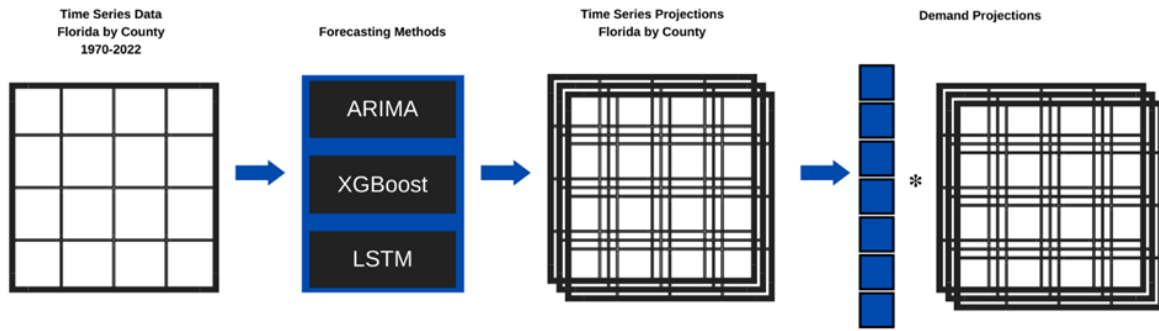 Time Series Data
Florida by County
1970-2022
Forecasting Methods
ARIMA
XGBoost
LSTM
Time Series Projections
Florida by County
Demand Projections
*